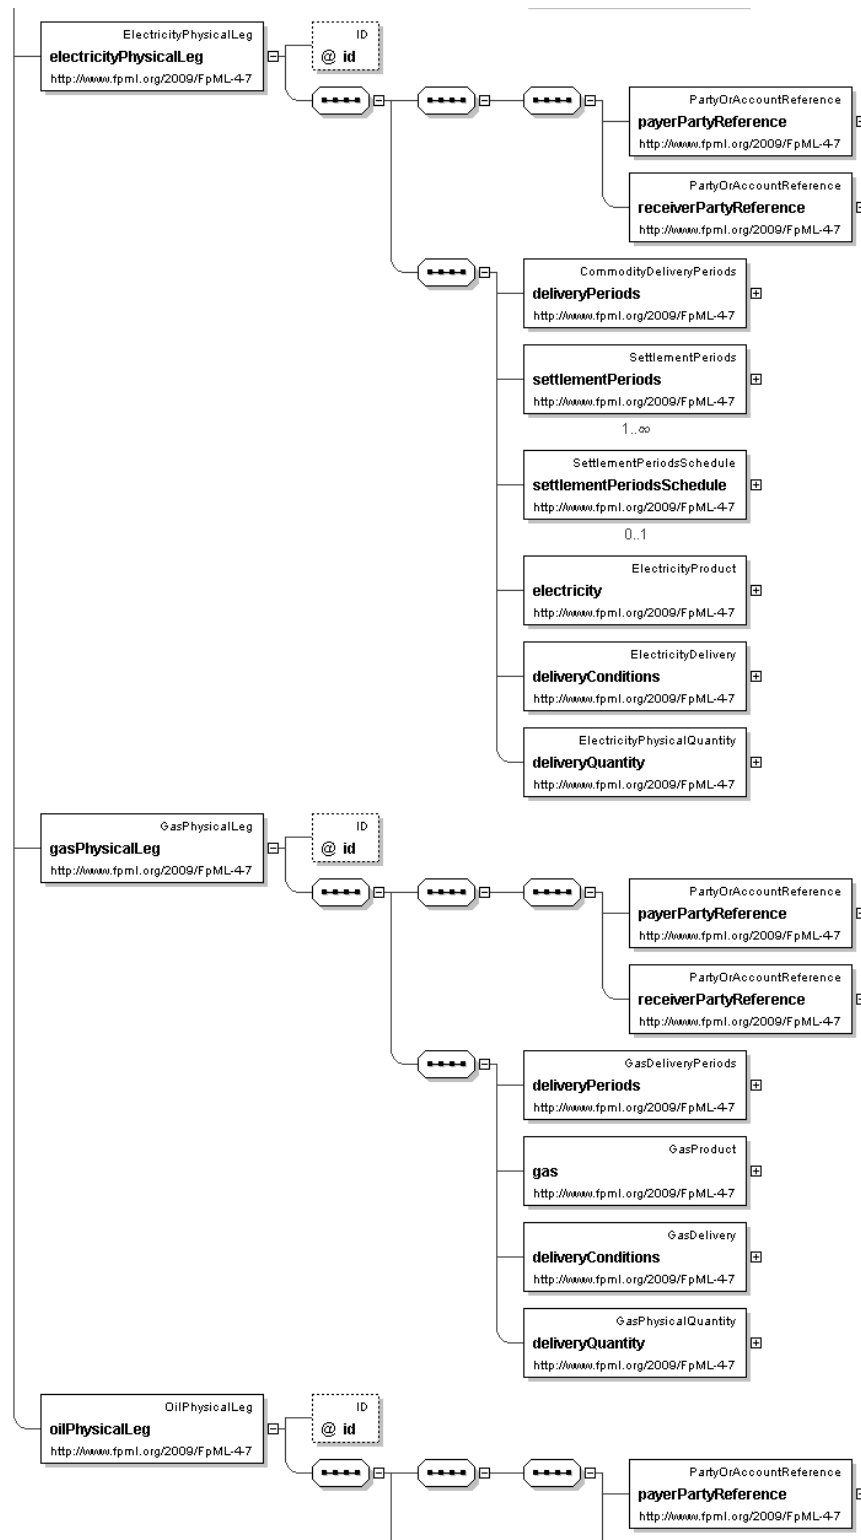 ElectricityPhysicalLeg
electricityPhysicalLeg
http://www.fpml.org/2009/FpML-4-7
ID
@ id
PartyOrAccountReference
payerPartyReference
http://www.fpml.org/2009/FpML-4-7
PartyOrAccountReference
receiverPartyReference
http://www.fpml.org/2009/FpML-4-7
CommodityDeliveryPeriods
deliveryPeriods
http://www.fpml.org/2009/FpML-4-7
SettlementPeriods
settlementPeriods
http://www.fpml.org/2009/FpML-4-7
1..∞
SettlementPeriodsSchedule
settlementPeriodsSchedule
http://www.fpml.org/2009/FpML-4-7
0..1
ElectricityProduct
electricity
http://www.fpml.org/2009/FpML-4-7
ElectricityDelivery
deliveryConditions
http://www.fpml.org/2009/FpML-4-7
ElectricityPhysicalQuantity
deliveryQuantity
http://www.fpml.org/2009/FpML-4-7
GasPhysicalLeg
gasPhysicalLeg
http://www.fpml.org/2009/FpML-4-7
ID
@ id
PartyOrAccountReference
payerPartyReference
http://www.fpml.org/2009/FpML-4-7
PartyOrAccountReference
receiverPartyReference
http://www.fpml.org/2009/FpML-4-7
GasDeliveryPeriods
deliveryPeriods
http://www.fpml.org/2009/FpML-4-7
GasProduct
gas
http://www.fpml.org/2009/FpML-4-7
GasDelivery
deliveryConditions
http://www.fpml.org/2009/FpML-4-7
GasPhysicalQuantity
deliveryQuantity
http://www.fpml.org/2009/FpML-4-7
OilPhysicalLeg
oilPhysicalLeg
http://www.fpml.org/2009/FpML-4-7
ID
@ id
PartyOrAccountReference
payerPartyReference
http://www.fpml.org/2009/FpML-4-7